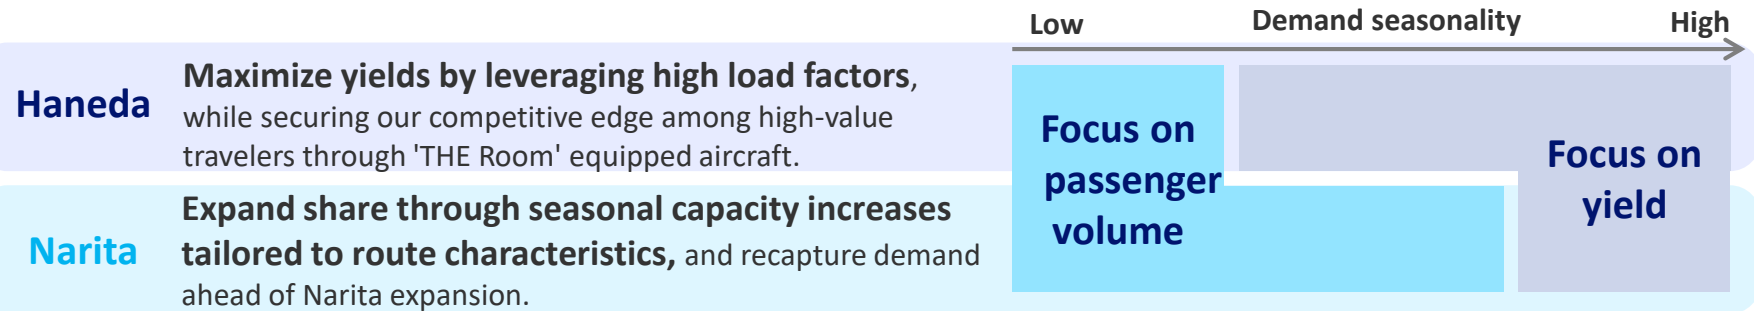 Low Demand seasonality High
Haneda
Maximize yields by leveraging high load factors,
while securing our competitive edge among high-value
travelers through 'THE Room' equipped aircraft.
Narita
Expand share through seasonal capacity increases
tailored to route characteristics, and recapture demand
ahead of Narita expansion.
Focus on
passenger
volume
Focus on
yield